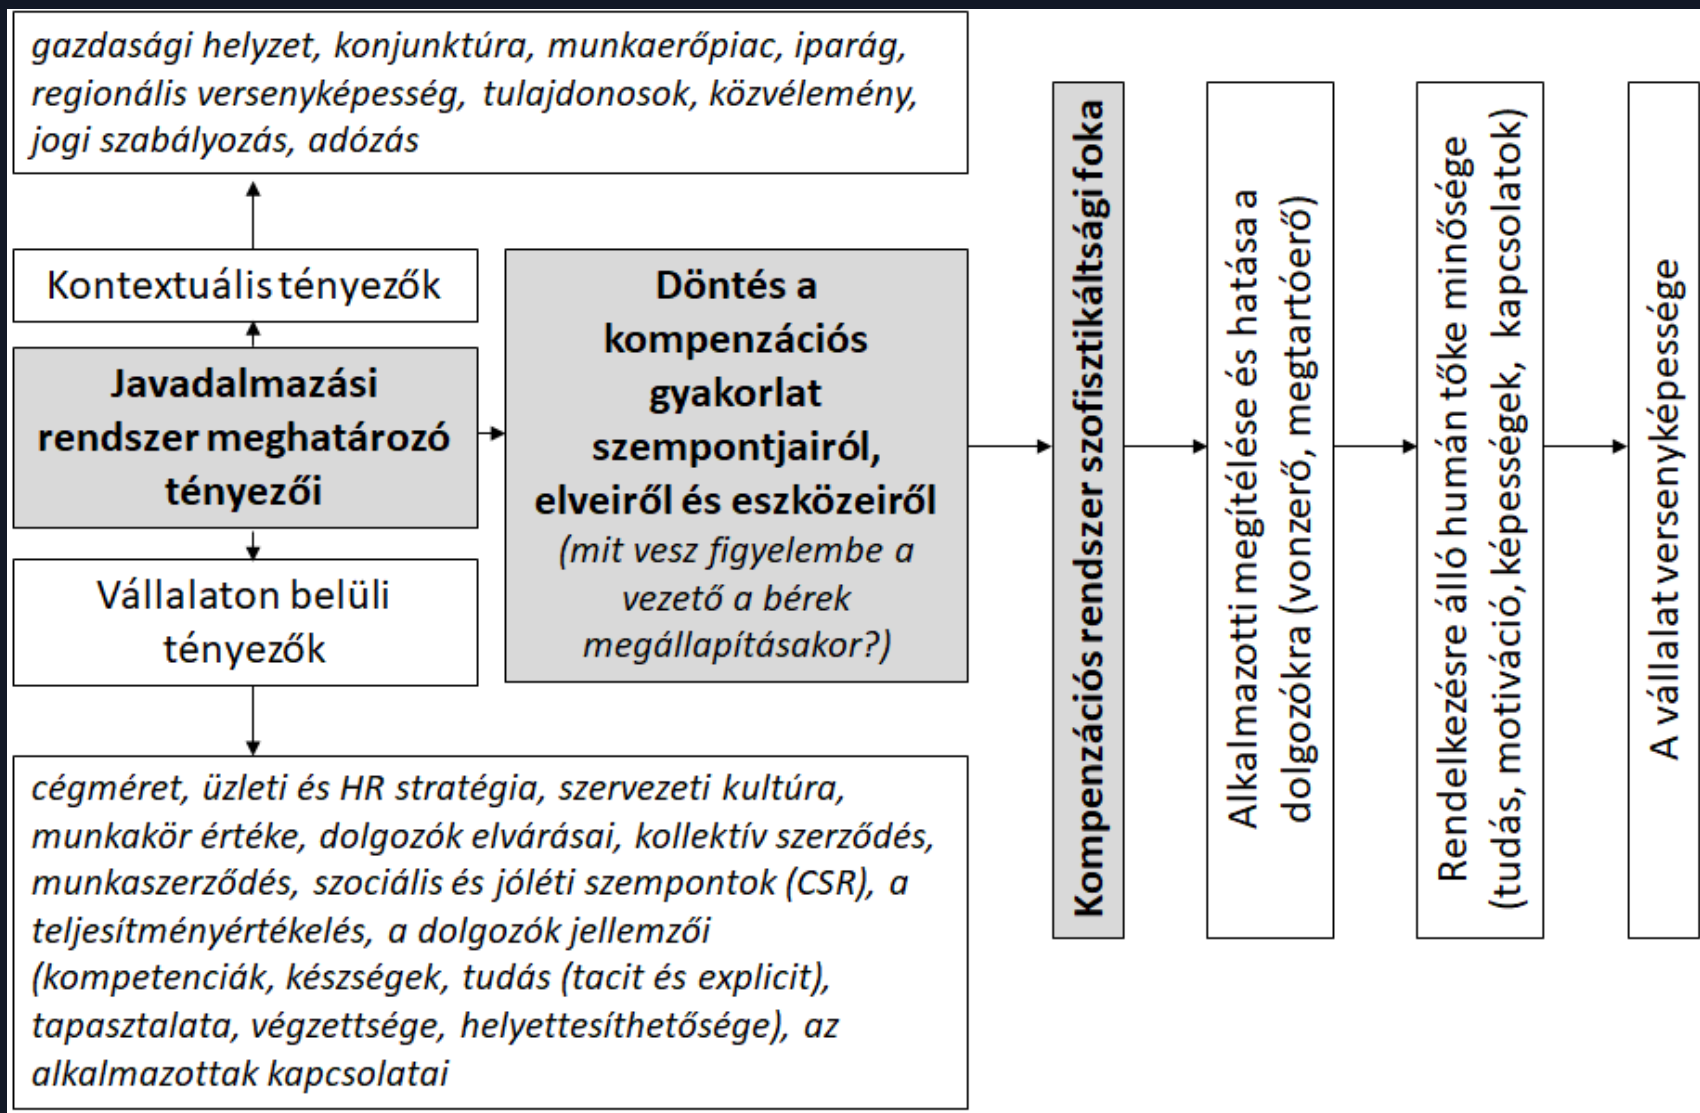 gazdasági helyzet, konjunktúra, munkaerőpiac, iparág,
regionális versenyképesség, tulajdonosok, közvélemény,
jogi szabályozás, adózás
Kontextuális tényezők
Javadalmazási
rendszer meghatározó
tényezői
Vállalaton belüli
tényezők
cégméret, üzleti és HR stratégia, szervezeti kultúra,
munkakör értéke, dolgozók elvárásai, kollektív szerződés,
munkaszerződés, szociális és jóléti szempontok (CSR), a
teljesítményértékelés, a dolgozók jellemzői
(kompetenciák, készségek, tudás (tacit és explicit),
tapasztalata, végzettsége, helyettesíthetősége), az
alkalmazottak kapcsolatai
Döntés a
kompenzációs
gyakorlat
szempontjairól,
elveiről és eszközeiről
(mit vesz figyelembe a
vezető a bérek
megállapításakor?)
Kompenzációs rendszer szofisztikáltsági foka
Alkalmazotti megítélése és hatása a
dolgozókra (vonzerő, megtartóerő)
Rendelkezésre álló humán tőke minősége
(tudás, motiváció, képességek, kapcsolatok)
A vállalat versenyképessége